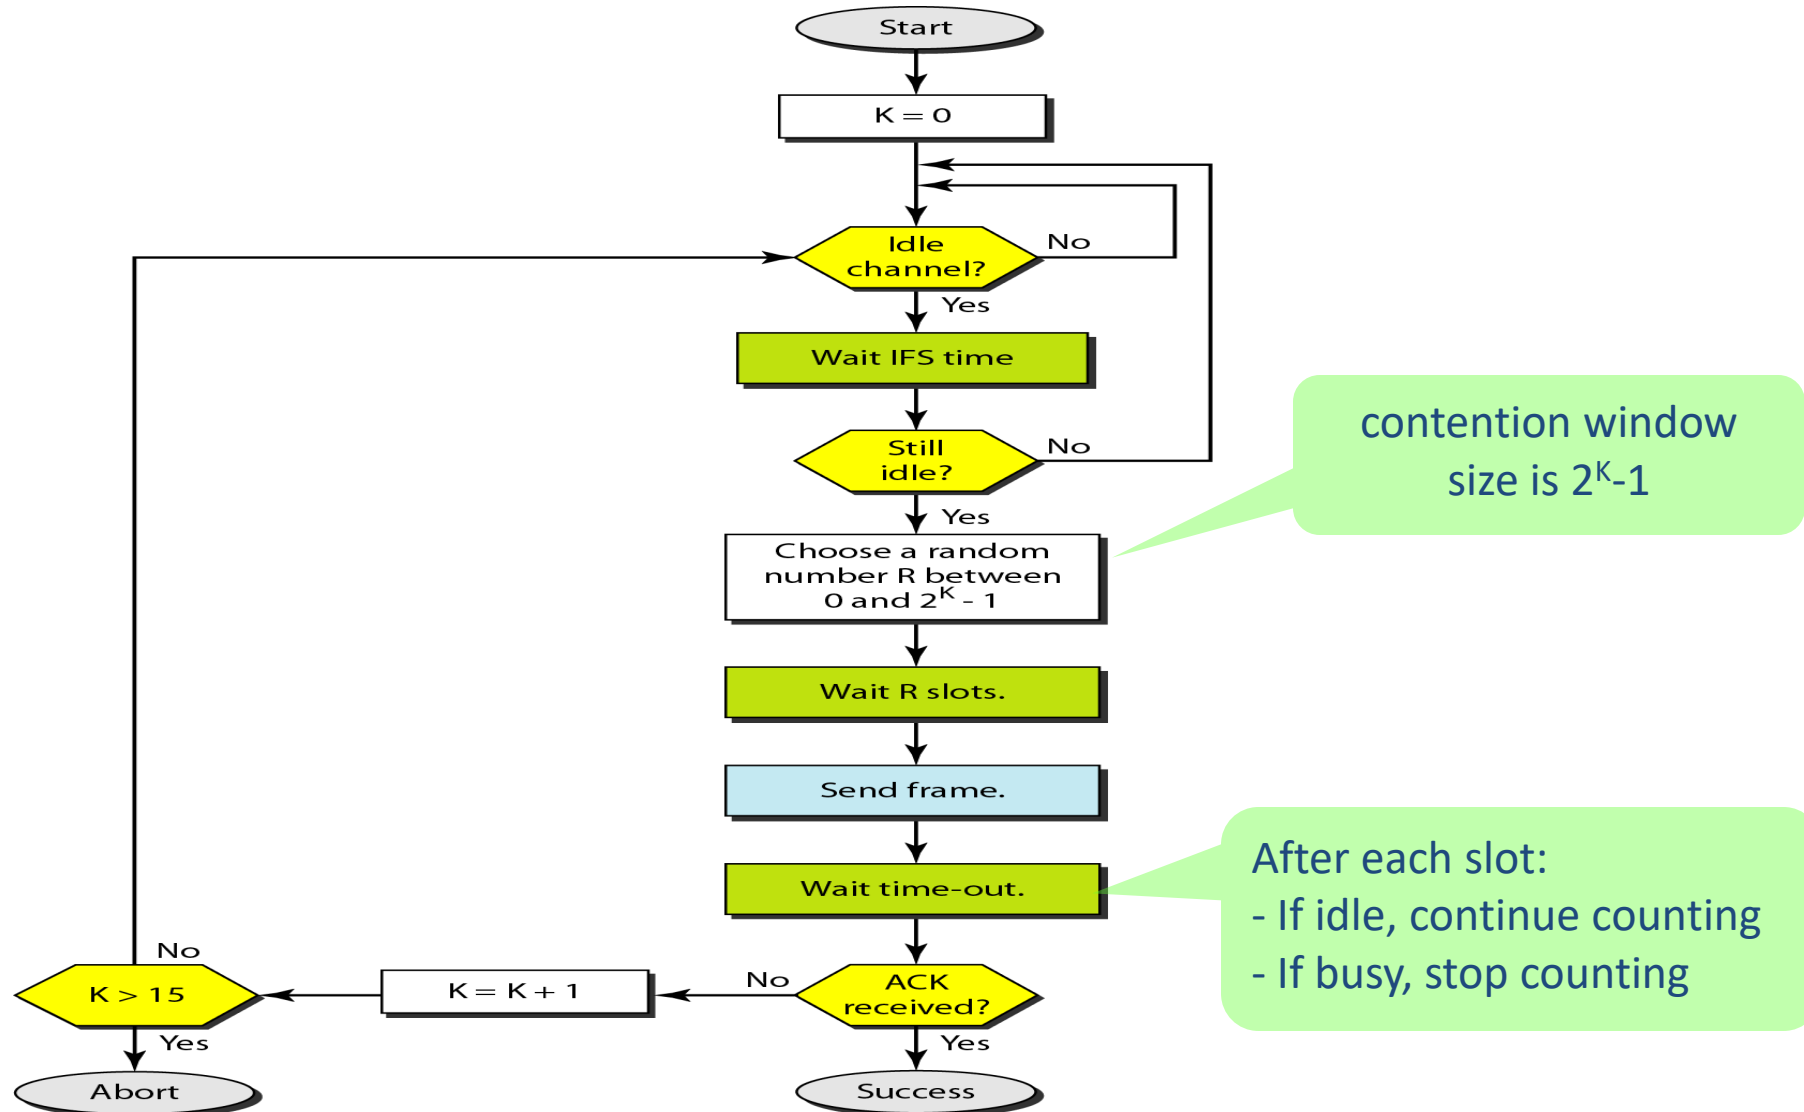 Start
K = 0
Idle
channel?
No
Yes
Wait IFS time
Still
idle?
No
Yes
contention window
size is 2^K-1
Choose a random
number R between
0 and 2^K - 1
Wait R slots.
Send frame.
Wait time-out.
After each slot:
- If idle, continue counting
- If busy, stop counting
ACK
received?
No
Yes
K = K + 1
K > 15
No
Yes
Abort
Success